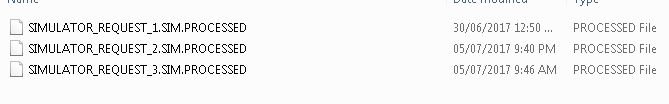 Name Date modified Type
SIMULATOR_REQUEST_1.SIM.PROCESSED 30/06/2017 12:50 ... PROCESSED File
SIMULATOR_REQUEST_2.SIM.PROCESSED 05/07/2017 9:40 PM PROCESSED File
SIMULATOR_REQUEST_3.SIM.PROCESSED 05/07/2017 9:46 AM PROCESSED File